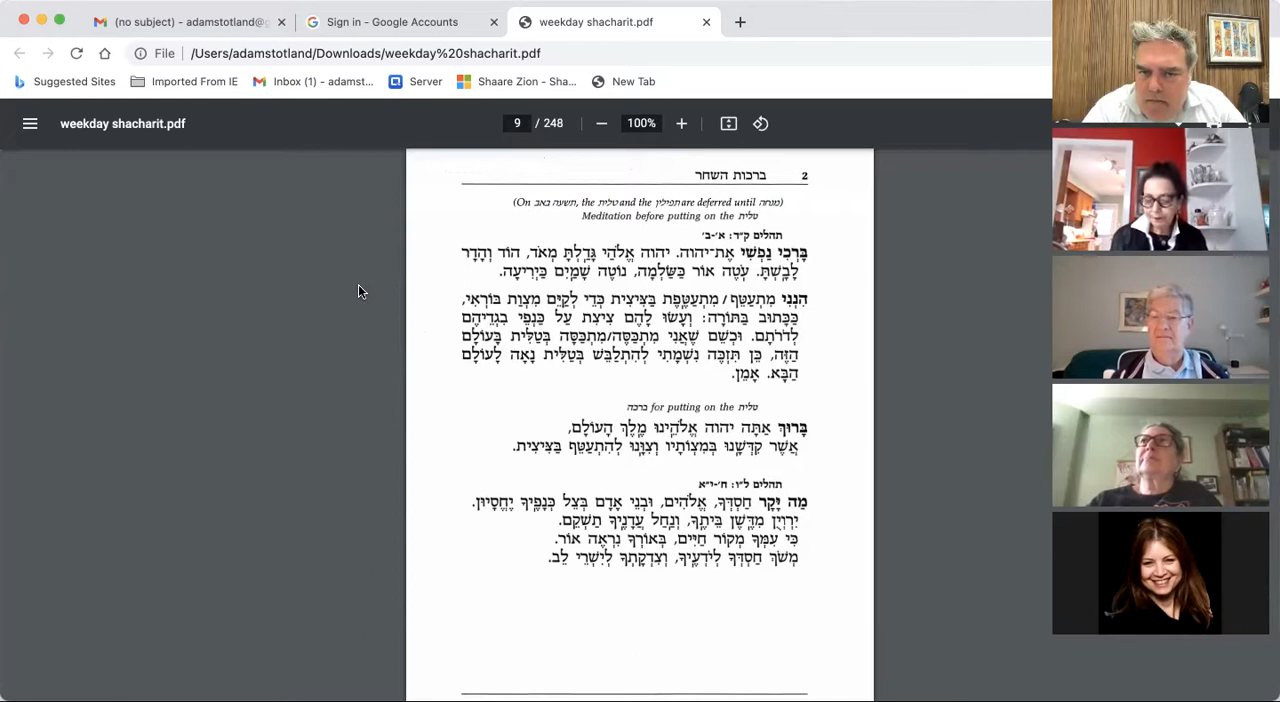 (no subject) - adamstotland@g
Sign in - Google Accounts
weekday shacharit.pdf
File
/Users/adamstotland/Downloads/weekday%20shacharit.pdf
Suggested Sites
Imported From IE
Inbox (1) - adamst...
Server
Shaare Zion - Sha...
New Tab
weekday shacharit.pdf
9 / 248
100%
2 ברכות השחר
(On תשעה באב, the טלית and the תפילין are deferred until מנחה)
Meditation before putting on the טלית
תהלים ק״ד: א׳-ב׳
בָּרְכִי נַפְשִׁי אֶת־יהוה. יהוה אֱלֹהַי גָּדַלְתָּ מְאֹד, הוֹד וְהָדָר
לָבָשְׁתָּ. עֹטֶה אוֹר כַּשַּׂלְמָה, נוֹטֶה שָׁמַיִם כַּיְרִיעָה.
הִנְנִי מִתְעַטֵּף / מִתְעַטֶּפֶת בַּצִּיצִית כְּדֵי לְקַיֵּם מִצְוַת בּוֹרְאִי,
כַּכָּתוּב בַּתּוֹרָה: וְעָשׂוּ לָהֶם צִיצִת עַל כַּנְפֵי בִגְדֵיהֶם
לְדֹרֹתָם. וּכְשֵׁם שֶׁאֲנִי מִתְכַּסֶּה/מִתְכַּסָּה בְּטַלִּית בָּעוֹלָם
הַזֶּה, כֵּן תִּזְכֶּה נִשְׁמָתִי לְהִתְלַבֵּשׁ בְּטַלִּית נָאָה לָעוֹלָם
הַבָּא. אָמֵן.
ברכה for putting on the טלית
בָּרוּךְ אַתָּה יהוה אֱלֹהֵינוּ מֶלֶךְ הָעוֹלָם,
אֲשֶׁר קִדְּשָׁנוּ בְּמִצְוֹתָיו וְצִוָּנוּ לְהִתְעַטֵּף בַּצִּיצִית.
תהלים ל״ו: ח׳-י״א
מַה יָּקָר חַסְדְּךָ, אֱלֹהִים, וּבְנֵי אָדָם בְּצֵל כְּנָפֶיךָ יֶחֱסָיוּן.
יִרְוְיֻן מִדֶּשֶׁן בֵּיתֶךָ, וְנַחַל עֲדָנֶיךָ תַשְׁקֵם.
כִּי עִמְּךָ מְקוֹר חַיִּים, בְּאוֹרְךָ נִרְאֶה אוֹר.
מְשֹׁךְ חַסְדְּךָ לְיֹדְעֶיךָ, וְצִדְקָתְךָ לְיִשְׁרֵי לֵב.